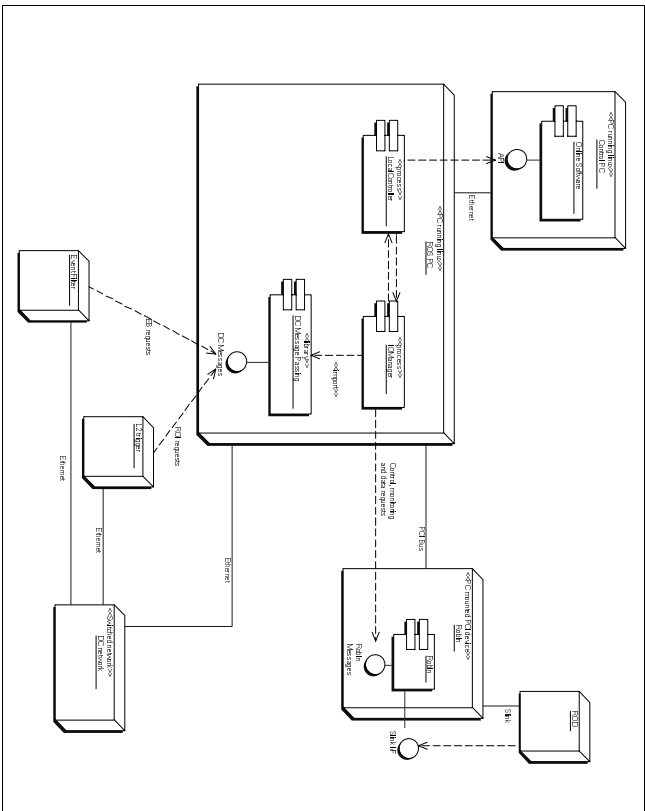 <<PC running linux>>
Control PC
Online Software
API
Ethernet
<<PC running linux>>
ROS PC
<<process>>
LocalController
<<process>>
IOManager
<<import>>
<<library>>
DC Message Passing
DC Messages
EventFilter
EB requests
L2 trigger
ROI requests
Ethernet
Ethernet
Ethernet
<<Switched network>>
DC network
Control, monitoring
and data requests
PCI Bus
<<PC mounted PCI device>>
RobIn
RobIn
RobIn
Messages
Slink
Slink I/F
ROD